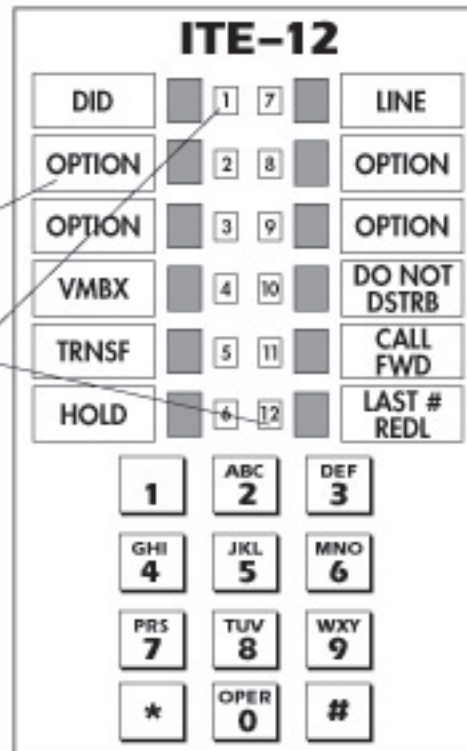 ITE–12
DID 1 7 LINE
OPTION 2 8 OPTION
OPTION 3 9 OPTION
VMBX 4 10 DO NOT DSTRB
TRNSF 5 11 CALL FWD
HOLD 6 12 LAST # REDL
1 ABC 2 DEF 3
GHI 4 JKL 5 MNO 6
PRS 7 TUV 8 WXY 9
* OPER 0 #